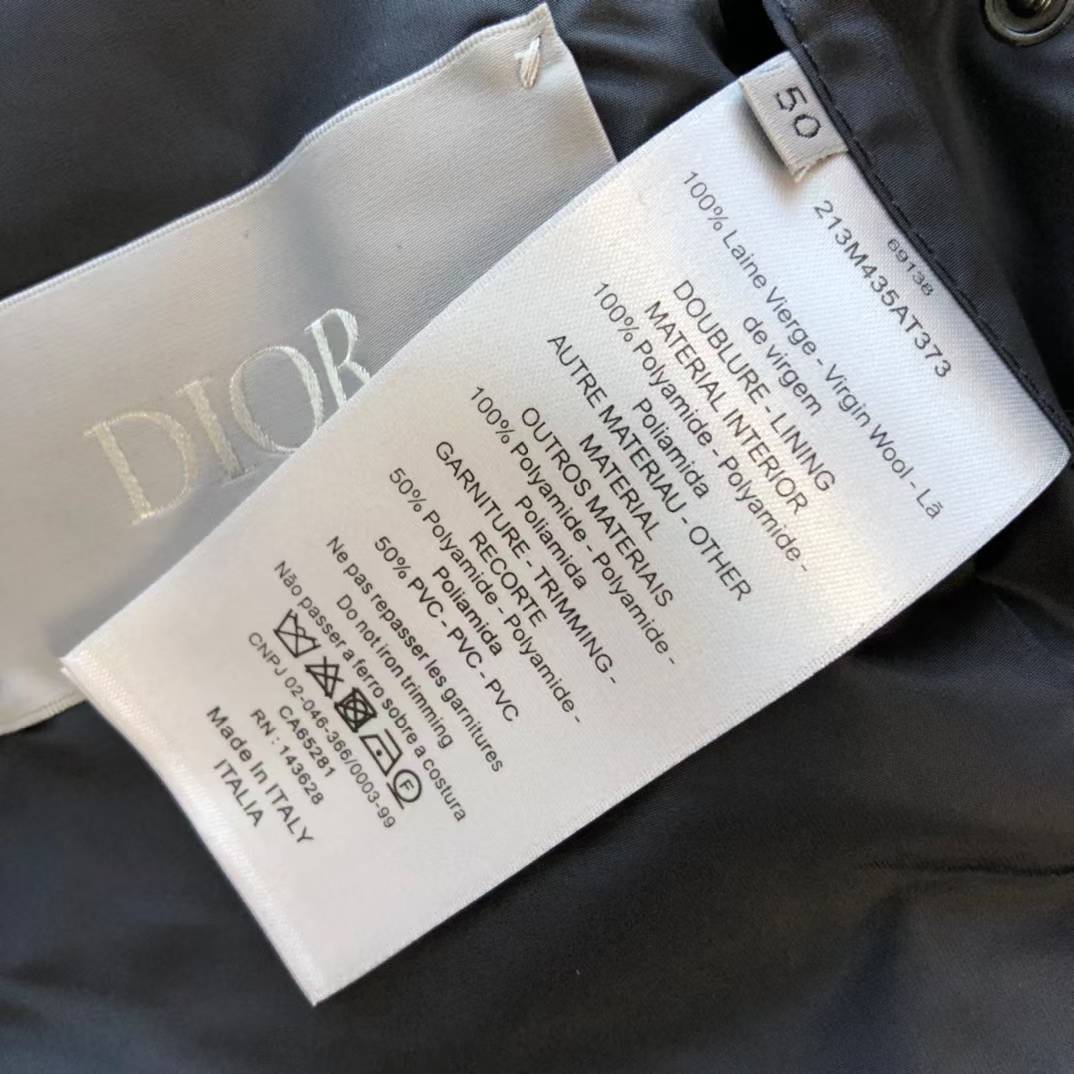 DIOR
50
69138
213M435AT373
100% Laine Vierge - Virgin Wool - Lã
de virgem
DOUBLURE - LINING
MATERIAL INTERIOR
100% Polyamide - Polyamide -
Poliamida
AUTRE MATERIAU - OTHER
MATERIAL
OUTROS MATERIAIS
100% Polyamide - Polyamide -
Poliamida
GARNITURE - TRIMMING -
RECORTE
50% Polyamide - Polyamide -
Poliamida
50% PVC - PVC - PVC
Ne pas repasser les garnitures
Do not iron trimming
Não passer a ferro sobre a costura
F
CNPJ 02-046-366/0003-99
CA65281
RN : 143628
Made In ITALY
ITALIA